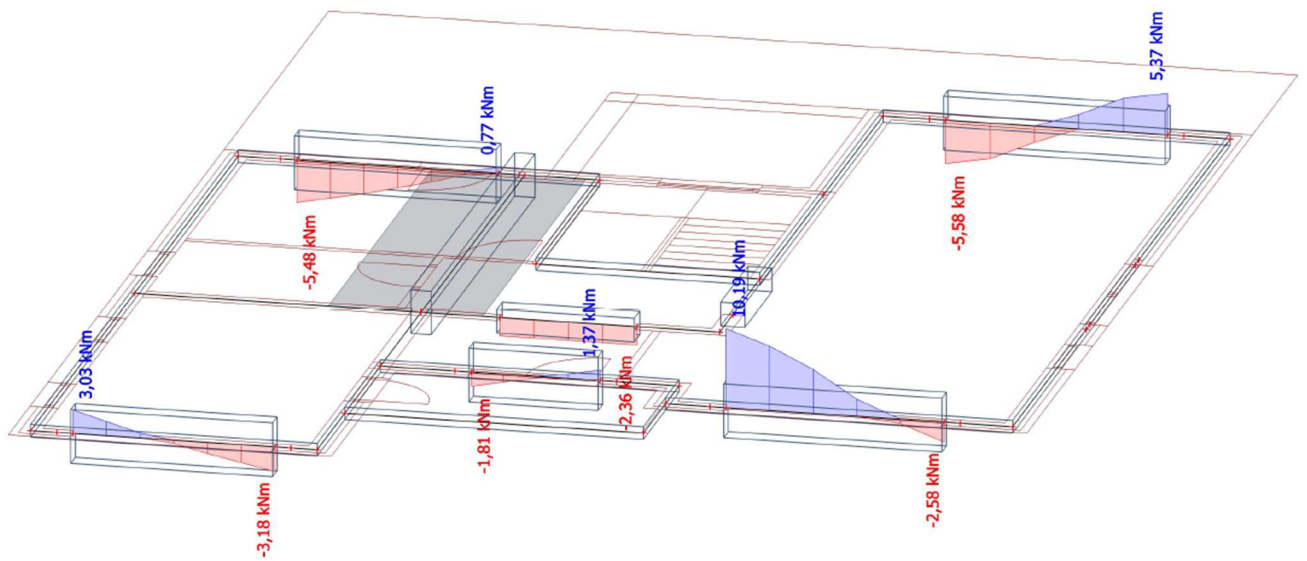 5,37 kNm
0,77 kNm
-5,58 kNm
-5,48 kNm
10,19 kNm
1,37 kNm
3,03 kNm
-2,36 kNm
-1,81 kNm
-2,58 kNm
-3,18 kNm